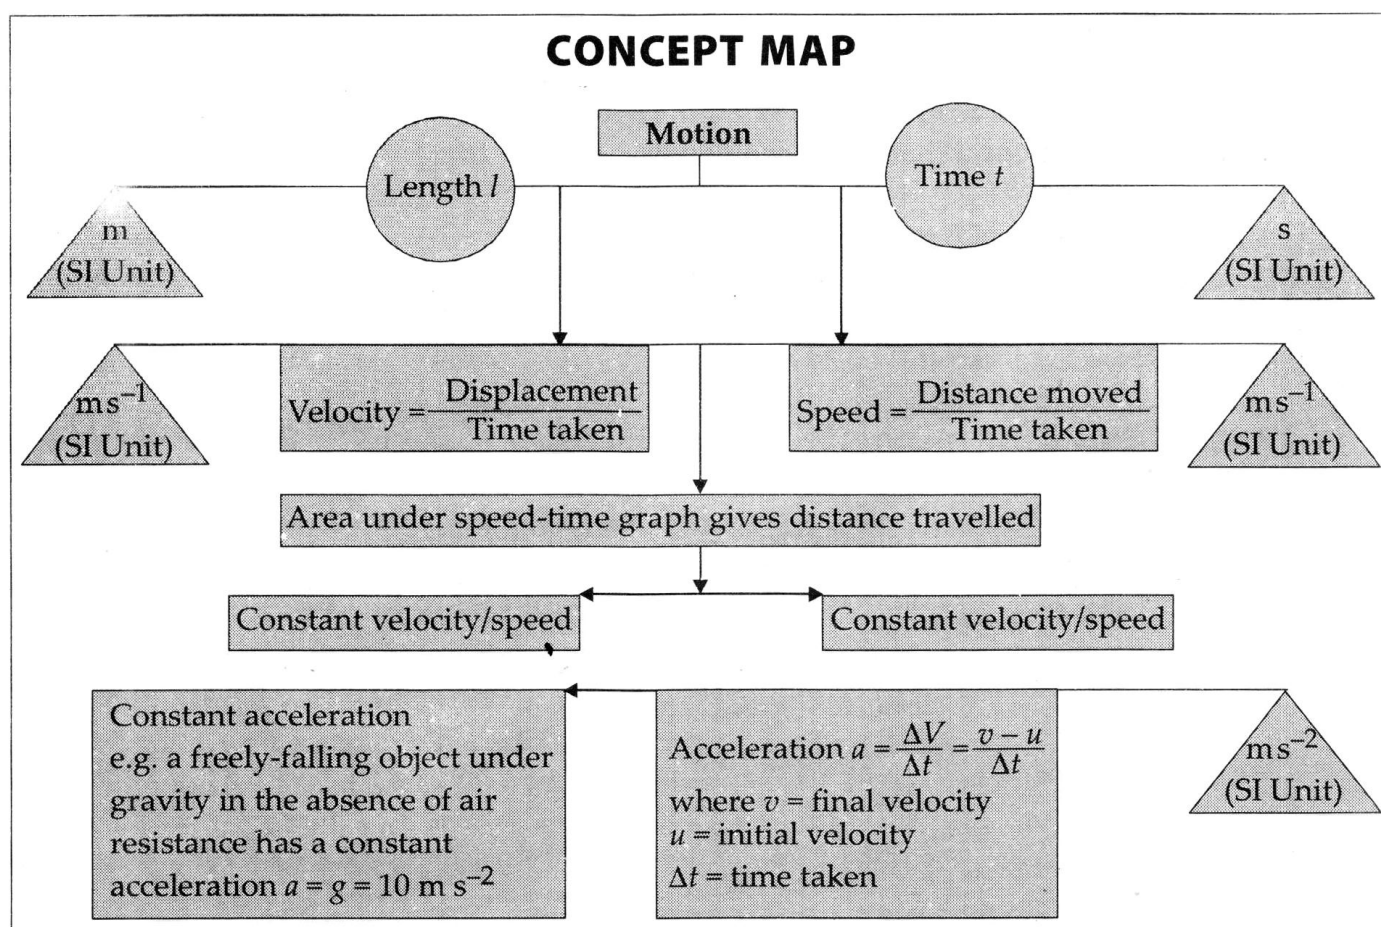 CONCEPT MAP
Motion
Length l
Time t
m
(SI Unit)
s
(SI Unit)
m s⁻¹
(SI Unit)
Velocity = Displacement / Time taken
Speed = Distance moved / Time taken
m s⁻¹
(SI Unit)
Area under speed-time graph gives distance travelled
Constant velocity/speed
Constant velocity/speed
Constant acceleration
e.g. a freely-falling object under
gravity in the absence of air
resistance has a constant
acceleration a = g = 10 m s⁻²
Acceleration a = ΔV/Δt = (v – u)/Δt
where v = final velocity
u = initial velocity
Δt = time taken
m s⁻²
(SI Unit)